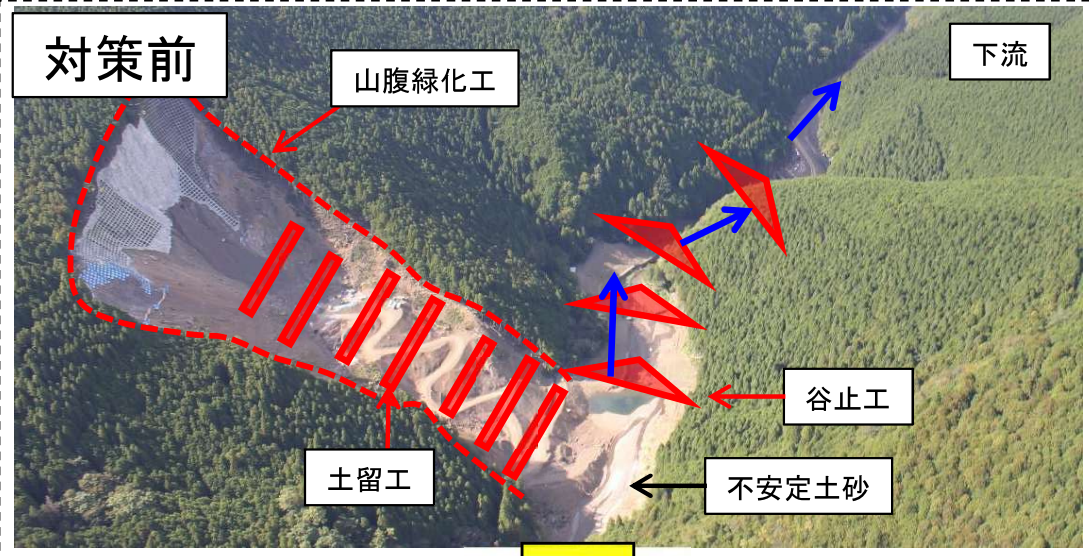 対策前
山腹緑化工
下流
谷止工
土留工
不安定土砂